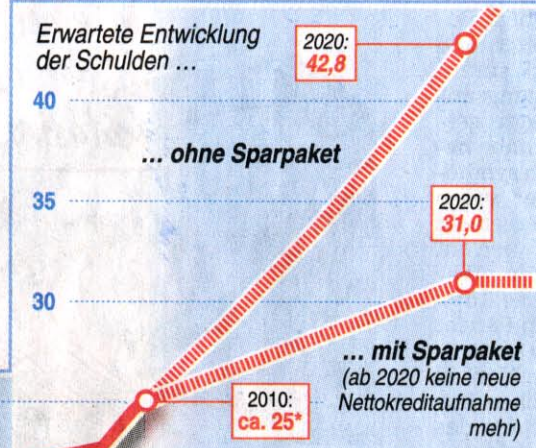 Erwartete Entwicklung
der Schulden ...
2020:
42,8
40
... ohne Sparpaket
35
2020:
31,0
30
... mit Sparpaket
(ab 2020 keine neue
Nettokreditaufnahme
mehr)
2010:
ca. 25*